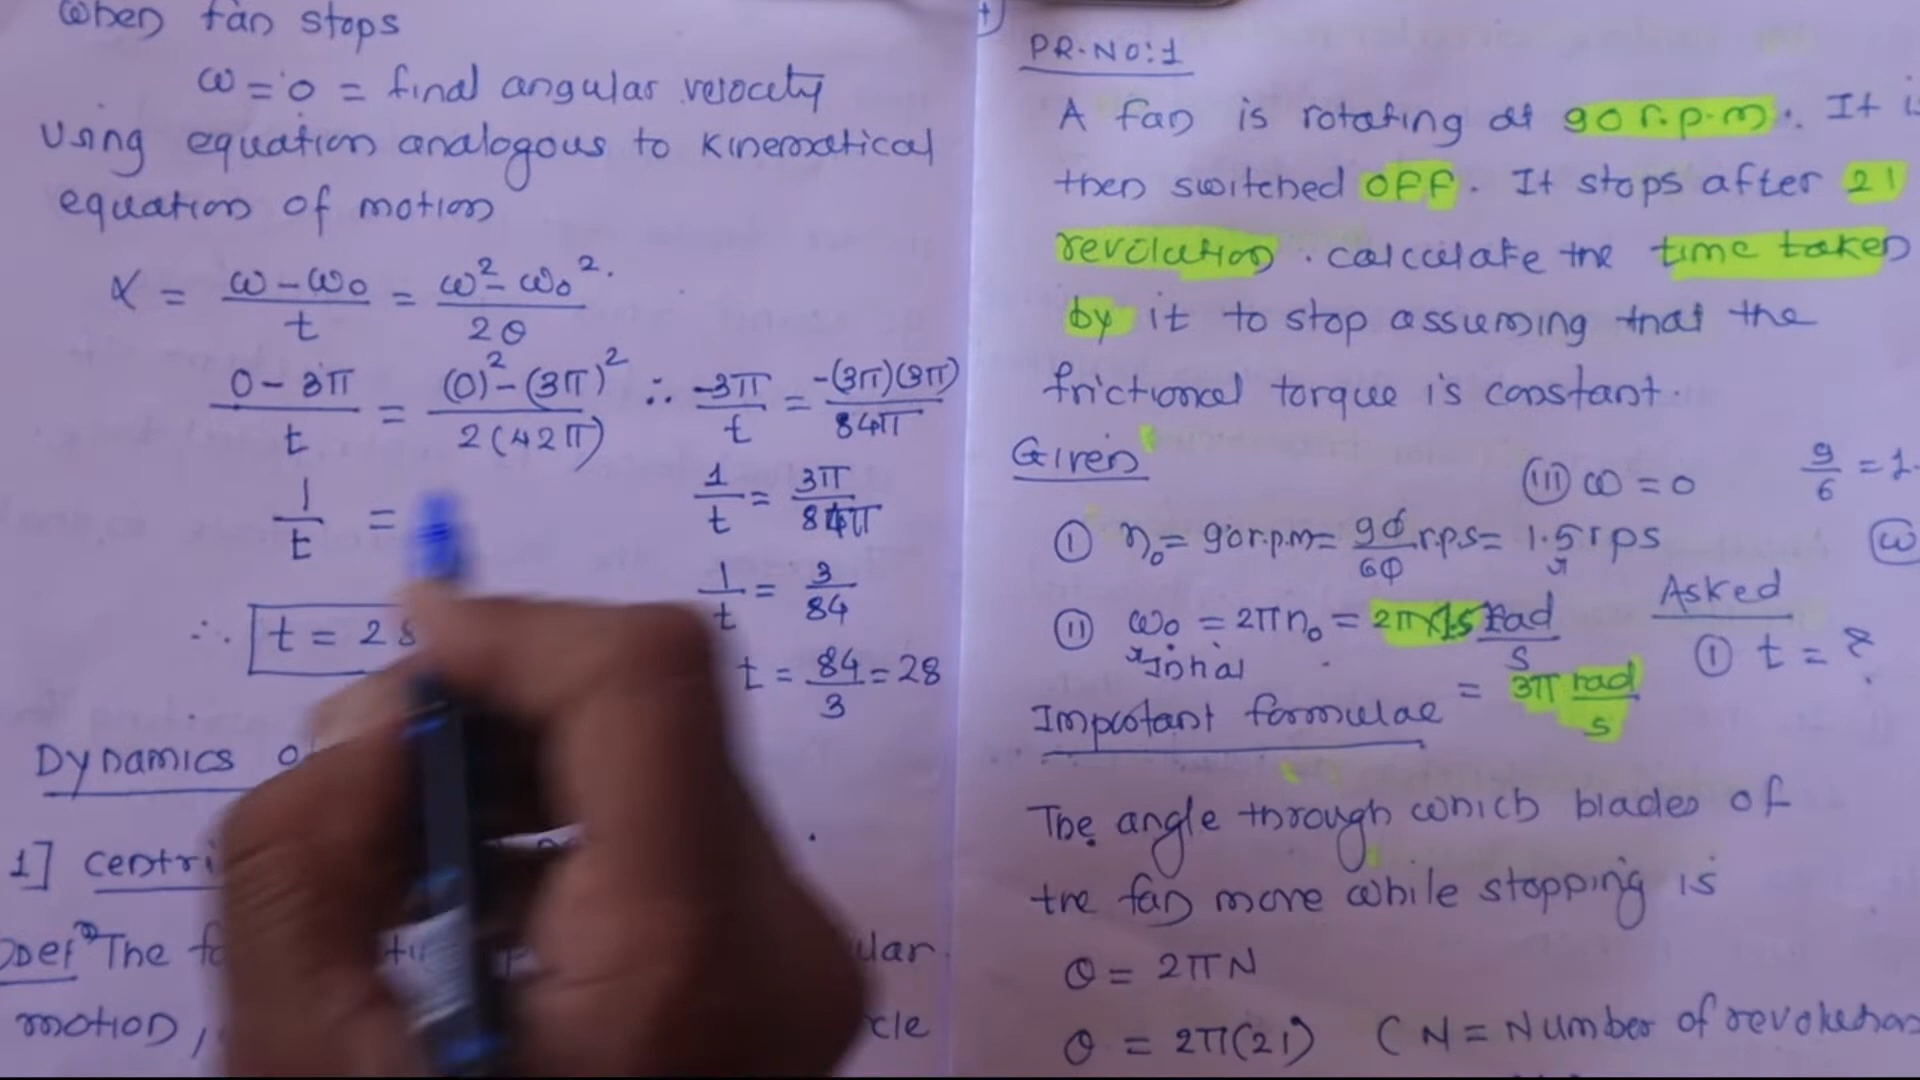 when fan stops
ω = 0 = final angular velocity
Using equation analogous to kinematical
equation of motion
α = ω - ω₀ / t = ω² - ω₀² / 2θ
0 - 3π / t = (0)² - (3π)² / 2(42π) ∴ -3π / t = -(3π)(3π) / 84π
1/t = 3π / 84π
1/t =
1/t = 3/84
∴ t = 28
t = 84/3 = 28
Dynamics
1] centri
Def The
ular
motion,
cle
PR.NO:1
A fan is rotating at 90 r.p.m. It
then switched OFF. It stops after 21
revolution. calculate the time taken
by it to stop assuming that the
frictional torque is constant.
Given
(III) ω = 0
9/6 = 1.
(I) n₀ = 90 r.p.m = 90/60 r.p.s = 1.5 rps
ω
Asked
(II) ω₀ = 2πn₀ = 2π×1.5 rad/s
initial
(I) t = ?
= 3π rad/s
Important formulae
The angle through which blades of
the fan move while stopping is
θ = 2πN
θ = 2π(21) (N = Number of revolutions